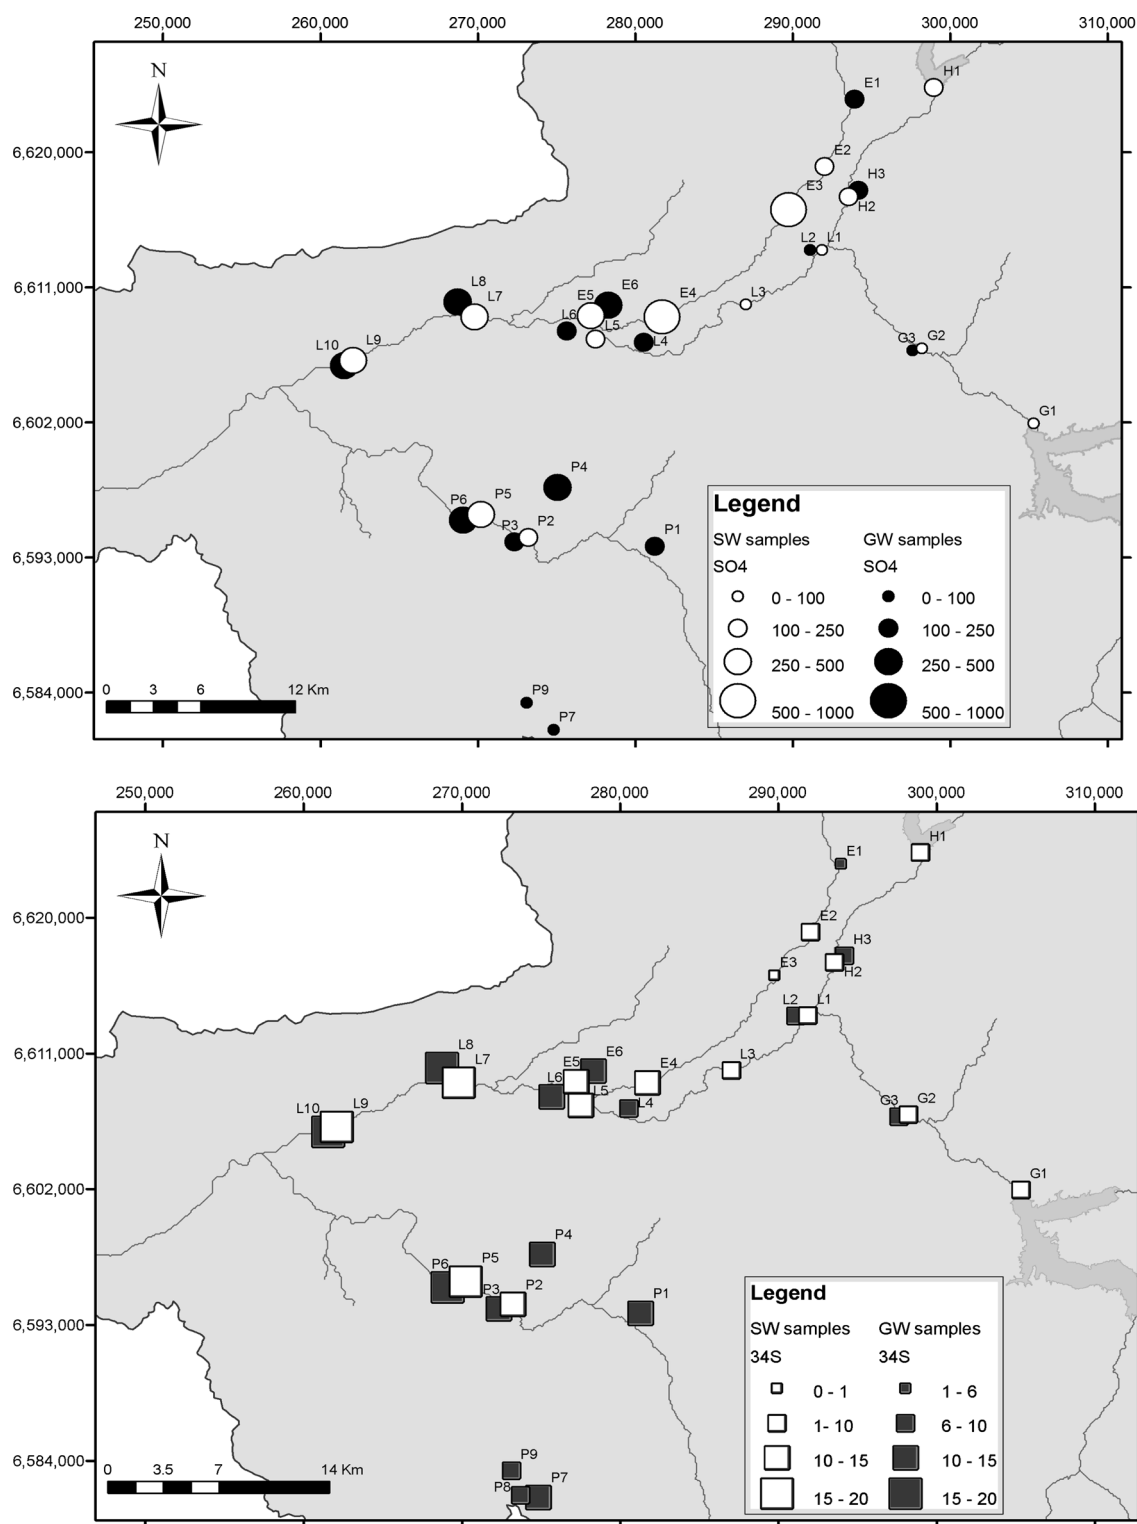 250,000 260,000 270,000 280,000 290,000 300,000 310,000
N
H1
E1
6,620,000
E2
H3
E3
H2
L2 L1
6,611,000
L8
E6
L7
E5
E4
L3
L6
L5
L4
L10 L9
G3 G2
6,602,000
G1
P4
P6 P5
P3 P2
P1
6,593,000
Legend
SW samples GW samples
SO4 SO4
0 - 100 0 - 100
100 - 250 100 - 250
250 - 500 250 - 500
500 - 1000 500 - 1000
6,584,000
0 3 6 12 Km
P9
P7
250,000 260,000 270,000 280,000 290,000 300,000 310,000
N
H1
E1
6,620,000
E2
H3
E3
H2
L2 L1
6,611,000
L8
L7
E5 E6
E4
L3
L6
L5
L4
L10 L9
G3 G2
6,602,000
G1
P4
P6 P5
P3 P2
P1
6,593,000
Legend
SW samples GW samples
34S 34S
0 - 1 1 - 6
1- 10 6 - 10
10 - 15 10 - 15
15 - 20 15 - 20
6,584,000
0 3.5 7 14 Km
P9
P8 P7